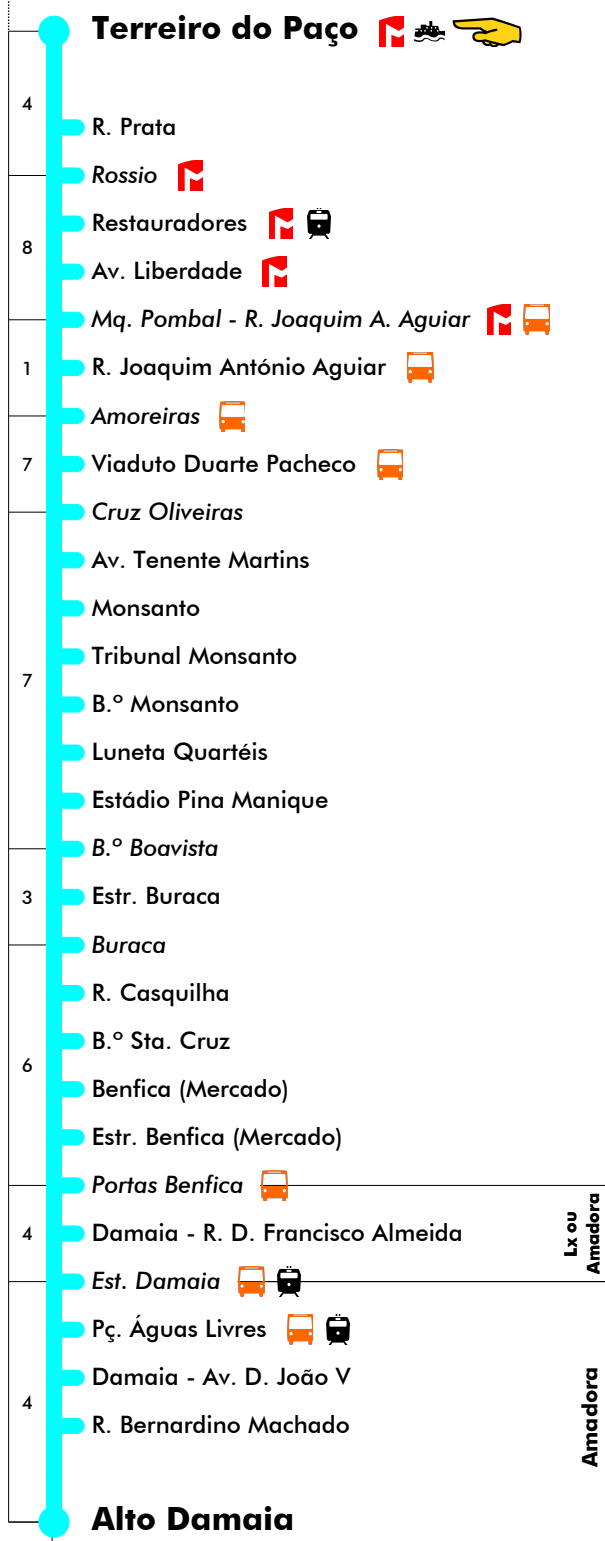 Terreiro do Paço
4
R. Prata
Rossio
Restauradores
8
Av. Liberdade
Mq. Pombal - R. Joaquim A. Aguiar
1
R. Joaquim António Aguiar
Amoreiras
7
Viaduto Duarte Pacheco
Cruz Oliveiras
Av. Tenente Martins
Monsanto
Tribunal Monsanto
7
B.º Monsanto
Luneta Quartéis
Estádio Pina Manique
B.º Boavista
3
Estr. Buraca
Buraca
R. Casquilha
B.º Sta. Cruz
6
Benfica (Mercado)
Estr. Benfica (Mercado)
Portas Benfica
4
Damaia - R. D. Francisco Almeida
Lx ou
Amadora
Est. Damaia
Pç. Águas Livres
Damaia - Av. D. João V
4
R. Bernardino Machado
Amadora
Alto Damaia